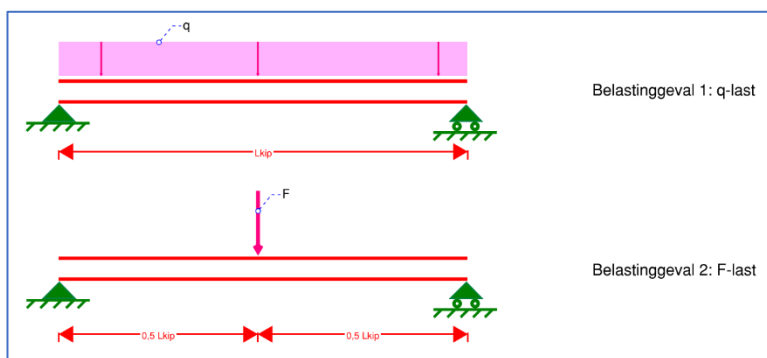 q
Belastinggeval 1: q-last
Lkip
F
Belastinggeval 2: F-last
0,5 Lkip
0,5 Lkip